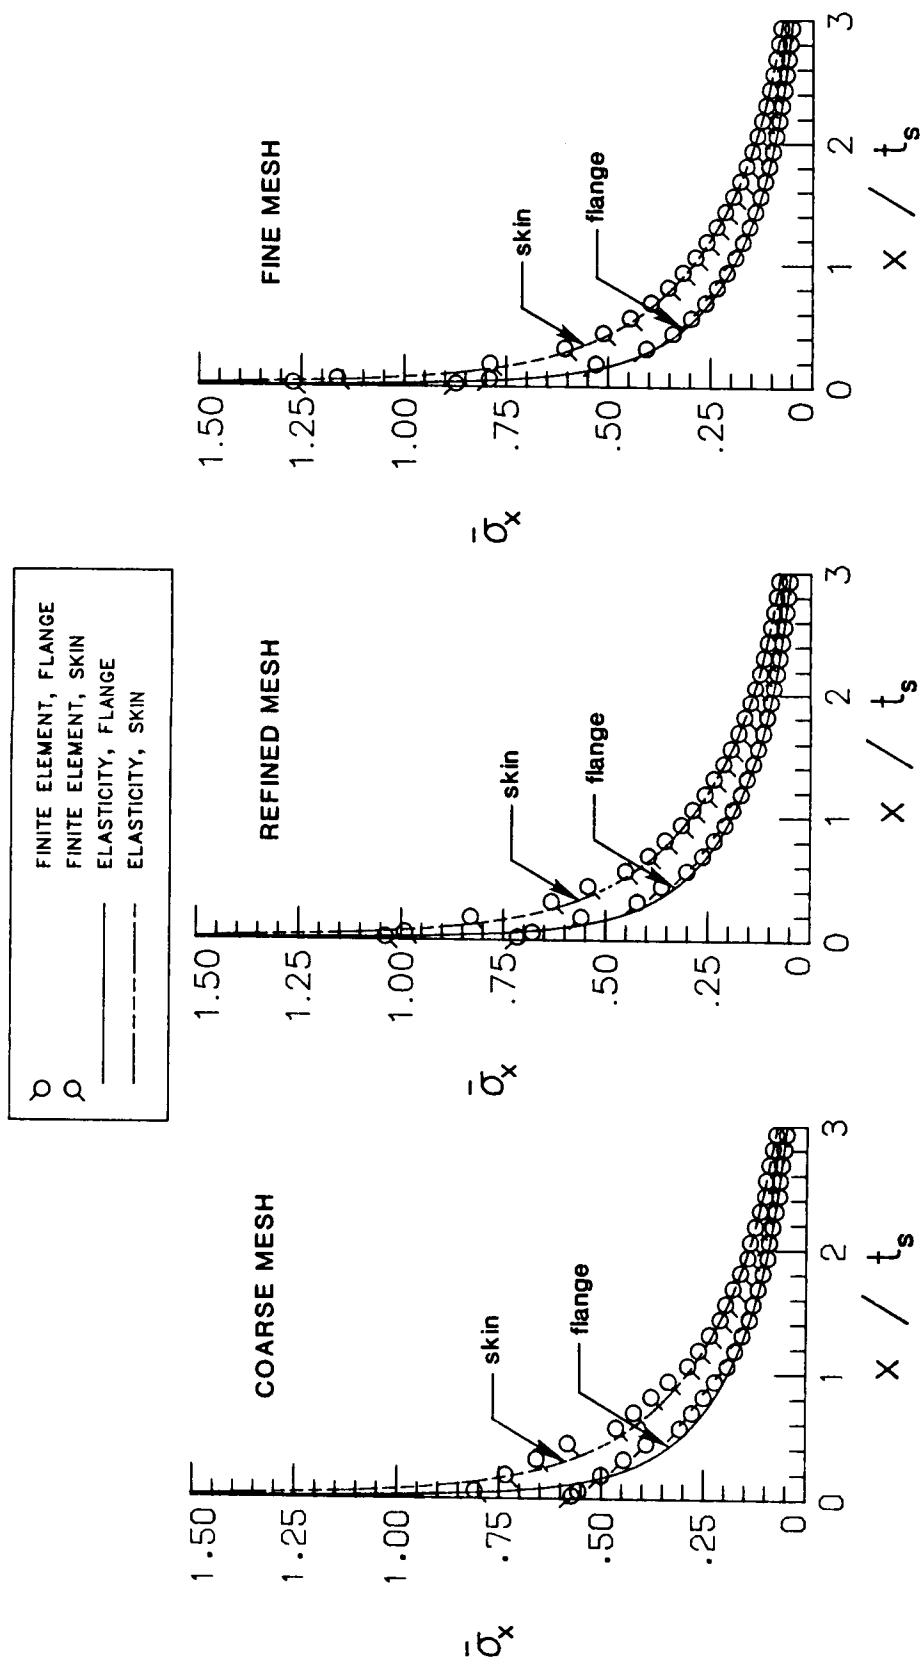 FINITE ELEMENT, FLANGE
FINITE ELEMENT, SKIN
ELASTICITY, FLANGE
ELASTICITY, SKIN
COARSE MESH
1.50
1.25
1.00
.75
.50
.25
0
σ̄x
skin
flange
0 1 2 3
x / ts
REFINED MESH
1.50
1.25
1.00
.75
.50
.25
0
σ̄x
skin
flange
0 1 2 3
x / ts
FINE MESH
1.50
1.25
1.00
.75
.50
.25
0
σ̄x
skin
flange
0 1 2 3
x / ts